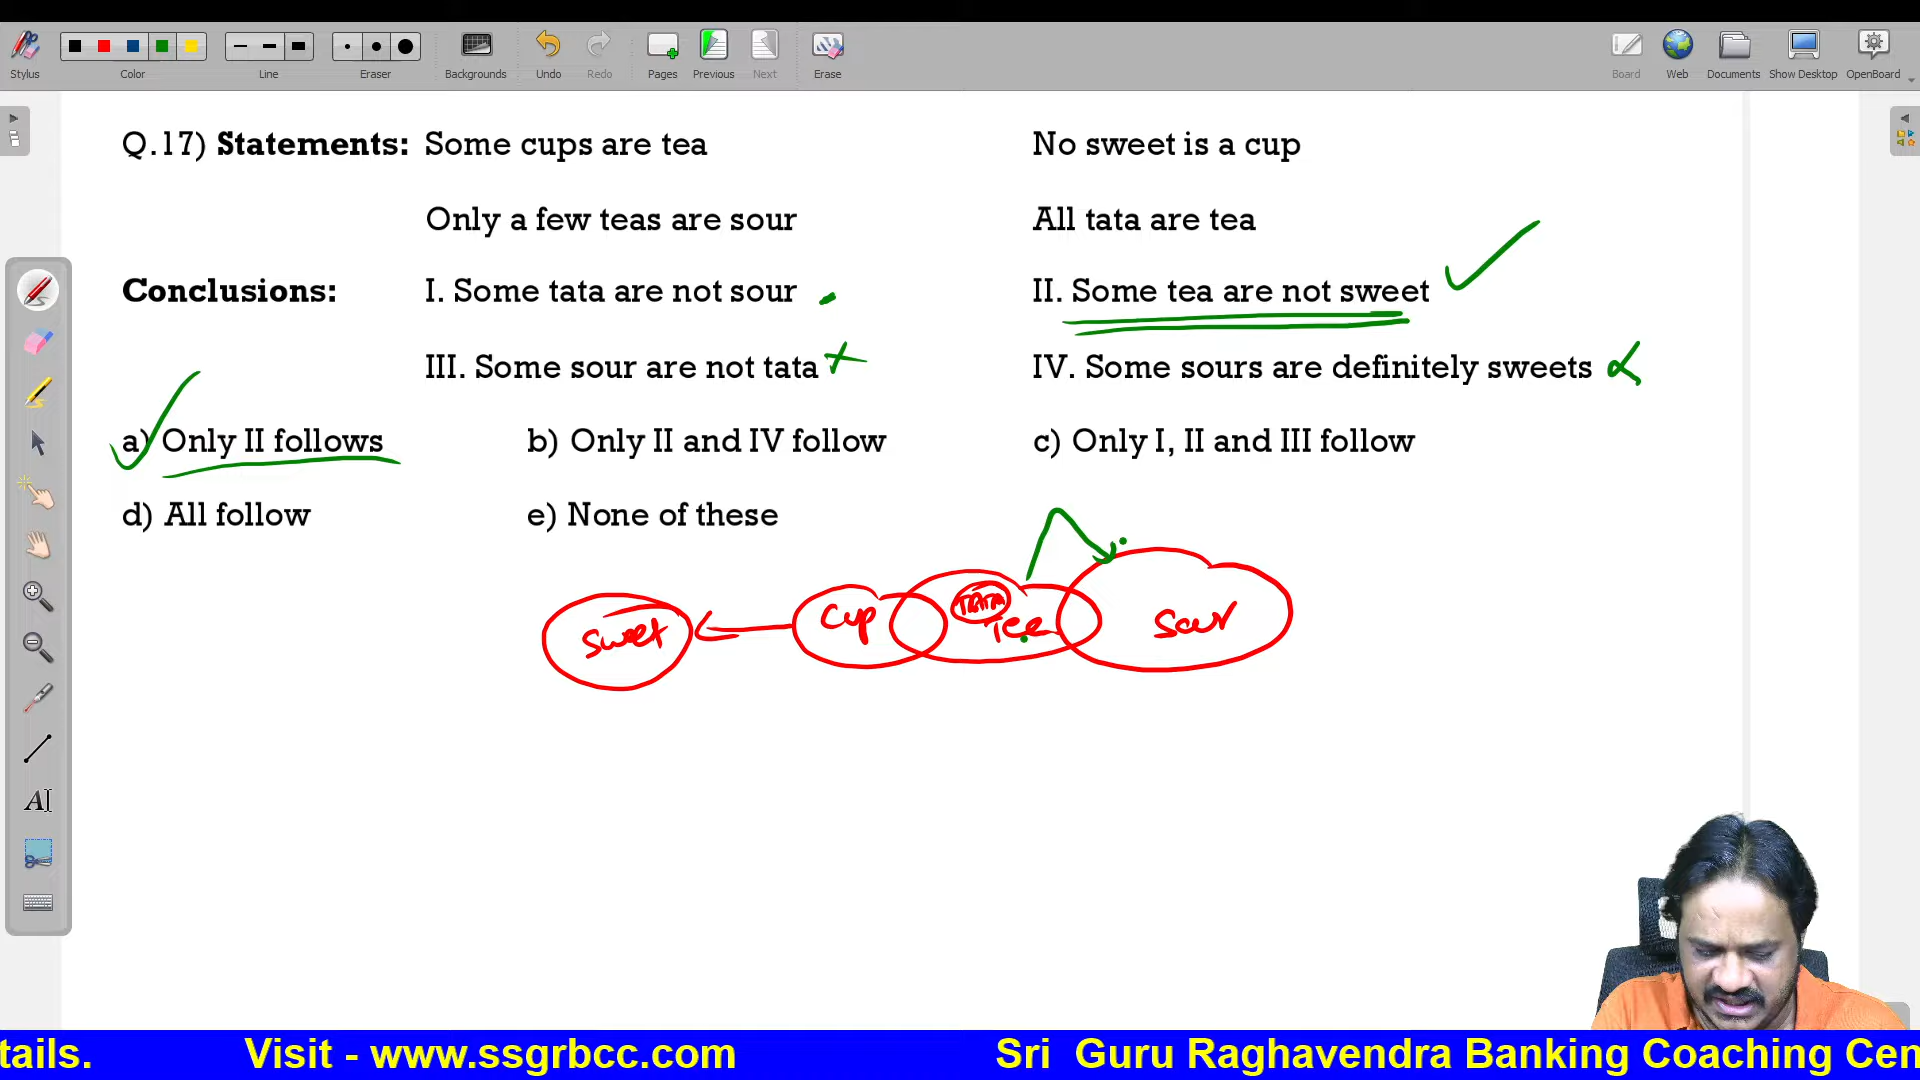 Stylus Color Line Eraser Backgrounds Undo Redo Pages Previous Next Erase Board Web Documents Show Desktop OpenBoard
Q.17) Statements: Some cups are tea No sweet is a cup
Only a few teas are sour All tata are tea
Conclusions: I. Some tata are not sour II. Some tea are not sweet
III. Some sour are not tata IV. Some sours are definitely sweets
a) Only II follows b) Only II and IV follow c) Only I, II and III follow
d) All follow e) None of these
sweet cup TATA Tea sour
tails. Visit - www.ssgrbcc.com Sri Guru Raghavendra Banking Coaching Cen